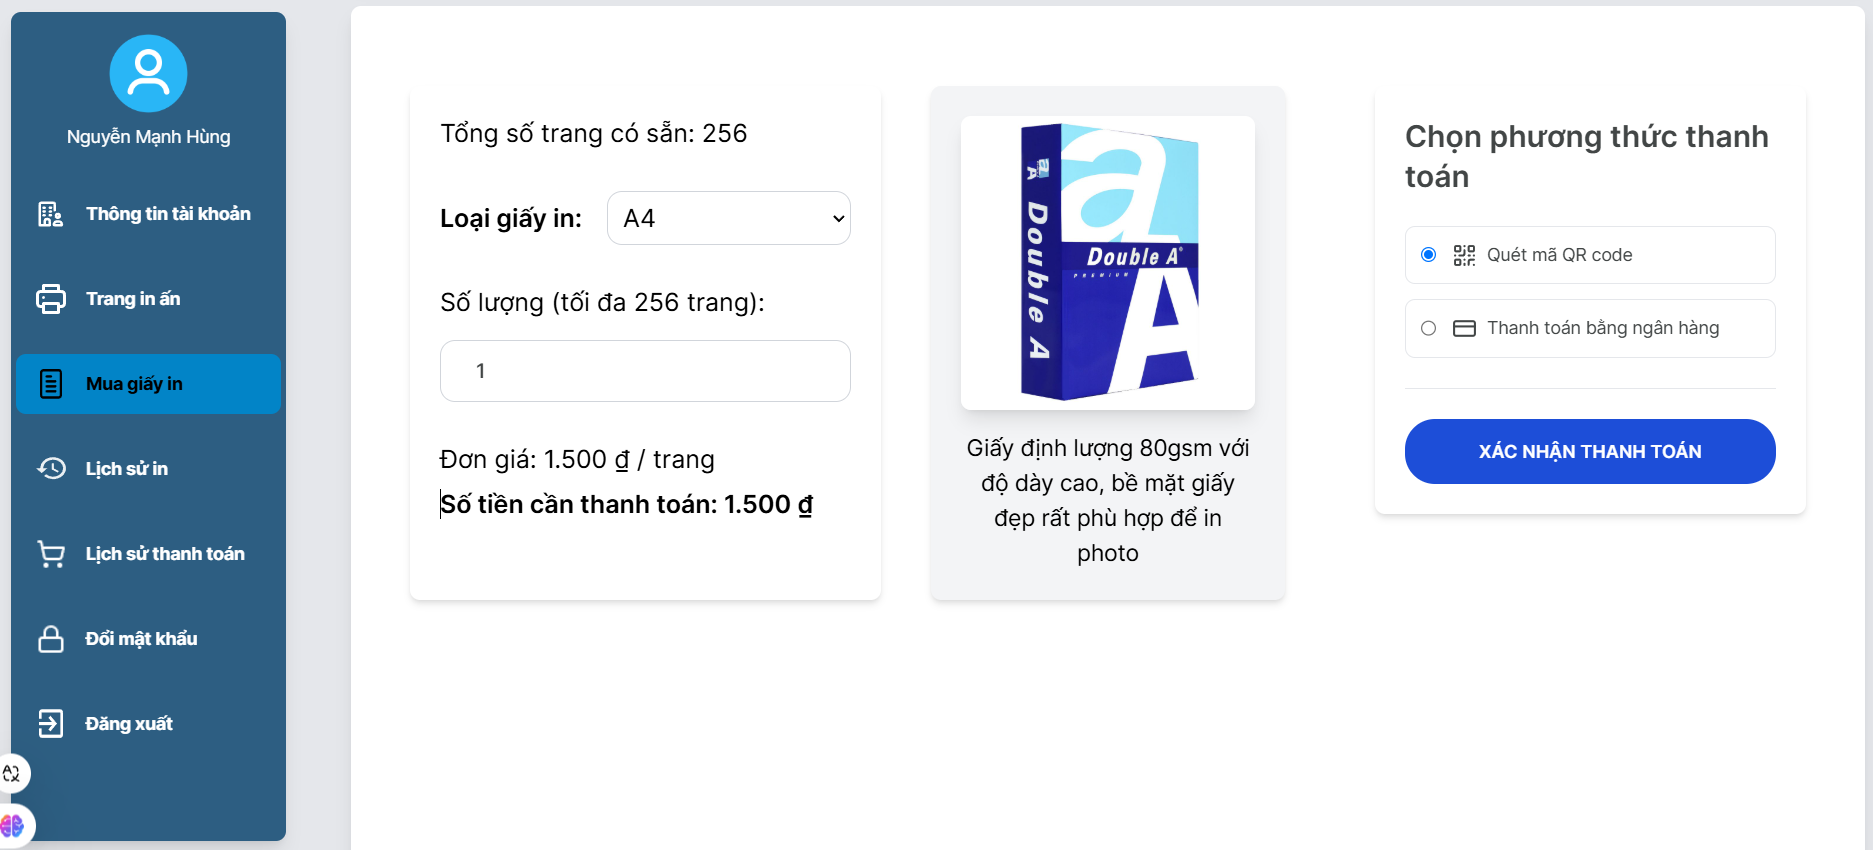 Nguyễn Mạnh Hùng
Thông tin tài khoản
Trang in ấn
Mua giấy in
Lịch sử in
Lịch sử thanh toán
Đổi mật khẩu
Đăng xuất
Tổng số trang có sẵn: 256
Loại giấy in: A4
Số lượng (tối đa 256 trang):
1
Đơn giá: 1.500 ₫ / trang
Số tiền cần thanh toán: 1.500 ₫
Double A
Double A
PREMIUM
Giấy định lượng 80gsm với
độ dày cao, bề mặt giấy
đẹp rất phù hợp để in
photo
Chọn phương thức thanh
toán
Quét mã QR code
Thanh toán bằng ngân hàng
XÁC NHẬN THANH TOÁN